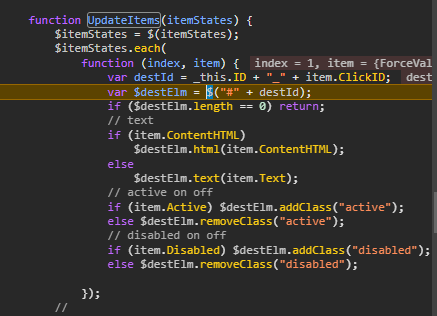 function UpdateItems(itemStates) {
$itemStates = $(itemStates);
$itemStates.each(
function (index, item) { index = 1, item = {ForceVal
var destId = _this.ID + "_" + item.ClickID; dest
var $destElm = $("#" + destId);
if ($destElm.length == 0) return;
// text
if (item.ContentHTML)
$destElm.html(item.ContentHTML);
else
$destElm.text(item.Text);
// active on off
if (item.Active) $destElm.addClass("active");
else $destElm.removeClass("active");
// disabled on off
if (item.Disabled) $destElm.addClass("disabled");
else $destElm.removeClass("disabled");
});
//